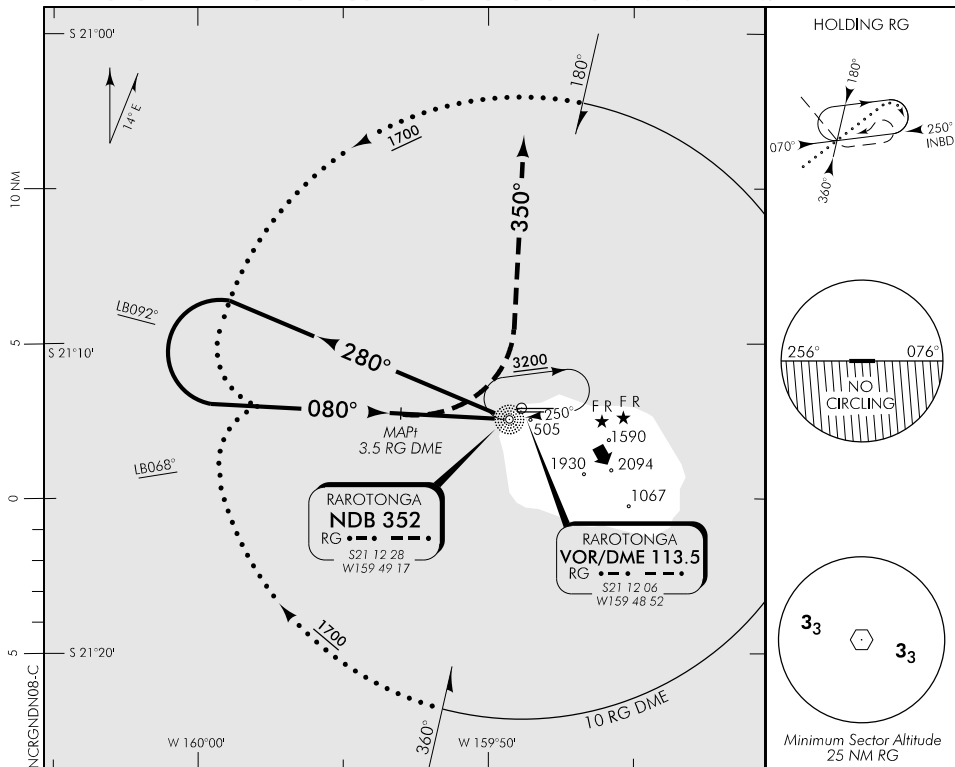 S 21°00'
180°
14° E
1700
10 NM
350°
LB092°
280°
5
S 21°10'
3200
080°
250°
505
MAPt
3.5 RG DME
F R F R
1590
1930
2094
1067
LB068°
0
RAROTONGA
NDB 352
RG
S21 12 28
W159 49 17
RAROTONGA
VOR/DME 113.5
RG
S21 12 06
W159 48 52
1700
5
S 21°20'
10 RG DME
360°
W 160°00'
W 159°50'
NCRGNDN08-C
HOLDING RG
180°
070°
250°
INBD
360°
256°
076°
NO
CIRCLING
33
33
Minimum Sector Altitude
25 NM RG